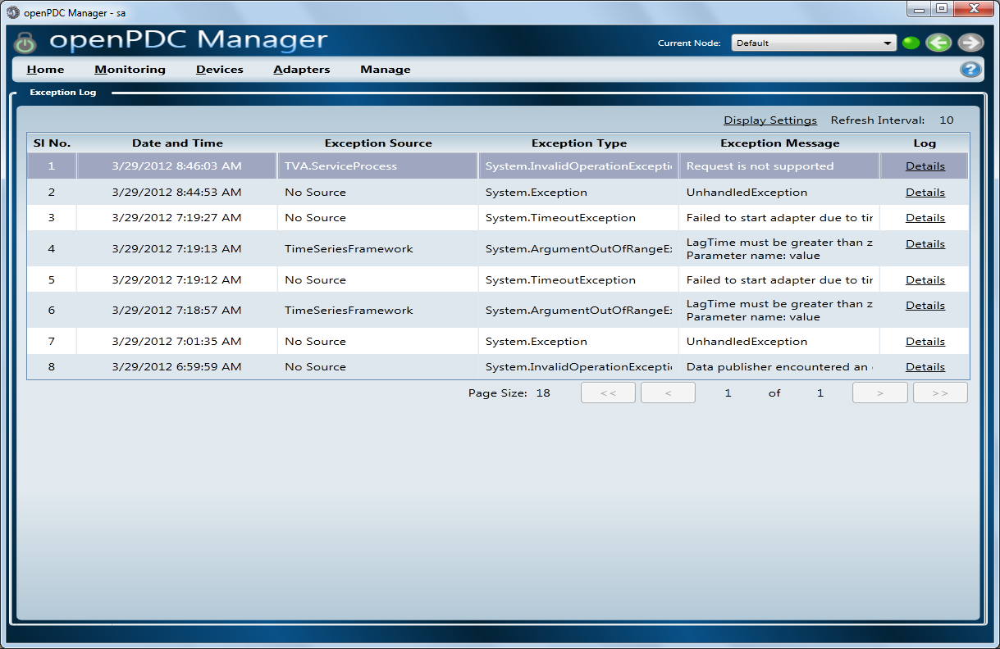 openPDC Manager - sa
openPDC Manager
Current Node: Default
Home Monitoring Devices Adapters Manage
?
Exception Log
Display Settings Refresh Interval: 10
SI No. Date and Time Exception Source Exception Type Exception Message Log
1 3/29/2012 8:46:03 AM TVA.ServiceProcess System.InvalidOperationExcepti Request is not supported Details
2 3/29/2012 8:44:53 AM No Source System.Exception UnhandledException Details
3 3/29/2012 7:19:27 AM No Source System.TimeoutException Failed to start adapter due to tir Details
4 3/29/2012 7:19:13 AM TimeSeriesFramework System.ArgumentOutOfRangeEx LagTime must be greater than z Details
Parameter name: value
5 3/29/2012 7:19:12 AM No Source System.TimeoutException Failed to start adapter due to tir Details
6 3/29/2012 7:18:57 AM TimeSeriesFramework System.ArgumentOutOfRangeEx LagTime must be greater than z Details
Parameter name: value
7 3/29/2012 7:01:35 AM No Source System.Exception UnhandledException Details
8 3/29/2012 6:59:59 AM No Source System.InvalidOperationExcepti Data publisher encountered an Details
Page Size: 18 << < 1 of 1 > >>